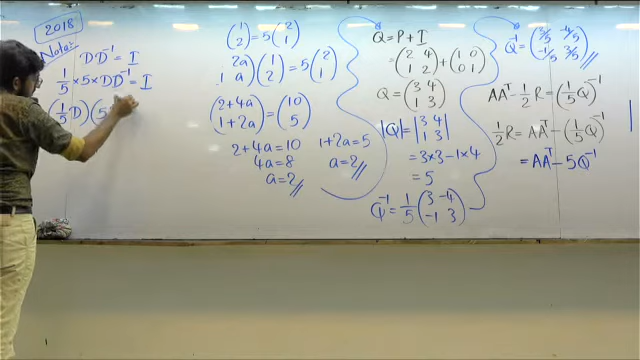 2018
Note:
D D⁻¹ = I
1/5 × 5 × D D⁻¹ = I
(1/5 D)(5
(1 2) = 5 (2 1)
2a
1 a (1 2) = 5 (2 1)
(2+4a 1+2a) = (10 5)
2+4a = 10
4a = 8
a = 2//
1+2a = 5
a = 2//
Q = P + I
= (2 4 1 2) + (1 0 0 1)
Q = (3 4 1 3)
|Q| = |3 4 1 3|
= 3×3 − 1×4
= 5
Q⁻¹ = 1/5 (3 −4 −1 3)
Q⁻¹ = (3/5 −4/5 −1/5 3/5)//
AAᵀ − 1/2 R = (1/5 Q)⁻¹
1/2 R = AAᵀ − (1/5 Q)⁻¹
= AAᵀ − 5Q⁻¹